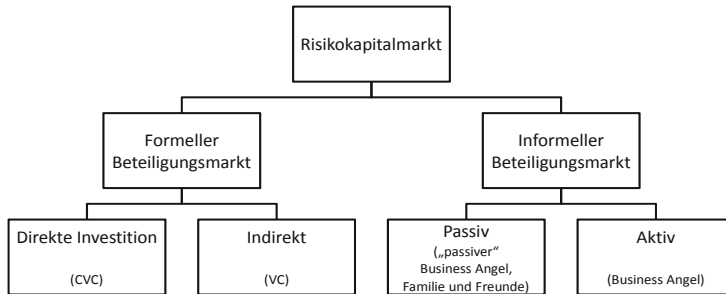 Risikokapitalmarkt
Formeller
Beteiligungsmarkt
Informeller
Beteiligungsmarkt
Direkte Investition
(CVC)
Indirekt
(VC)
Passiv
(„passiver“
Business Angel,
Familie und Freunde)
Aktiv
(Business Angel)